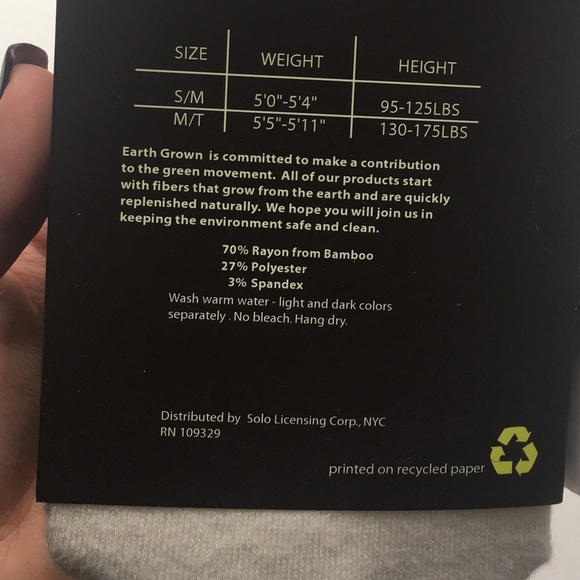 SIZE WEIGHT HEIGHT
S/M 5'0"-5'4" 95-125LBS
M/T 5'5"-5'11" 130-175LBS
Earth Grown is committed to make a contribution
to the green movement. All of our products start
with fibers that grow from the earth and are quickly
replenished naturally. We hope you will join us in
keeping the environment safe and clean.
70% Rayon from Bamboo
27% Polyester
3% Spandex
Wash warm water - light and dark colors
separately . No bleach. Hang dry.
Distributed by Solo Licensing Corp., NYC
RN 109329
printed on recycled paper